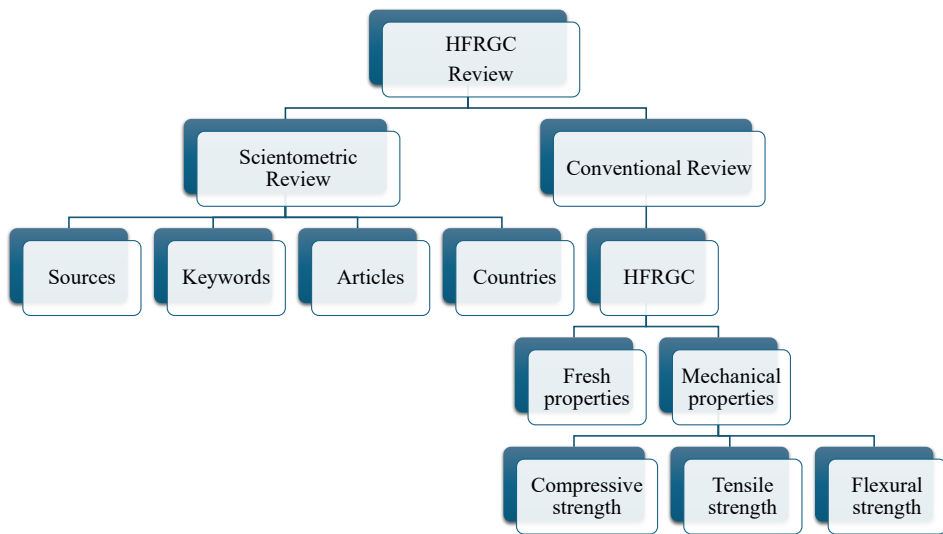 HFRGC
Review
Scientometric
Review
Conventional Review
Sources
Keywords
Articles
Countries
HFRGC
Fresh
properties
Mechanical
properties
Compressive
strength
Tensile
strength
Flexural
strength